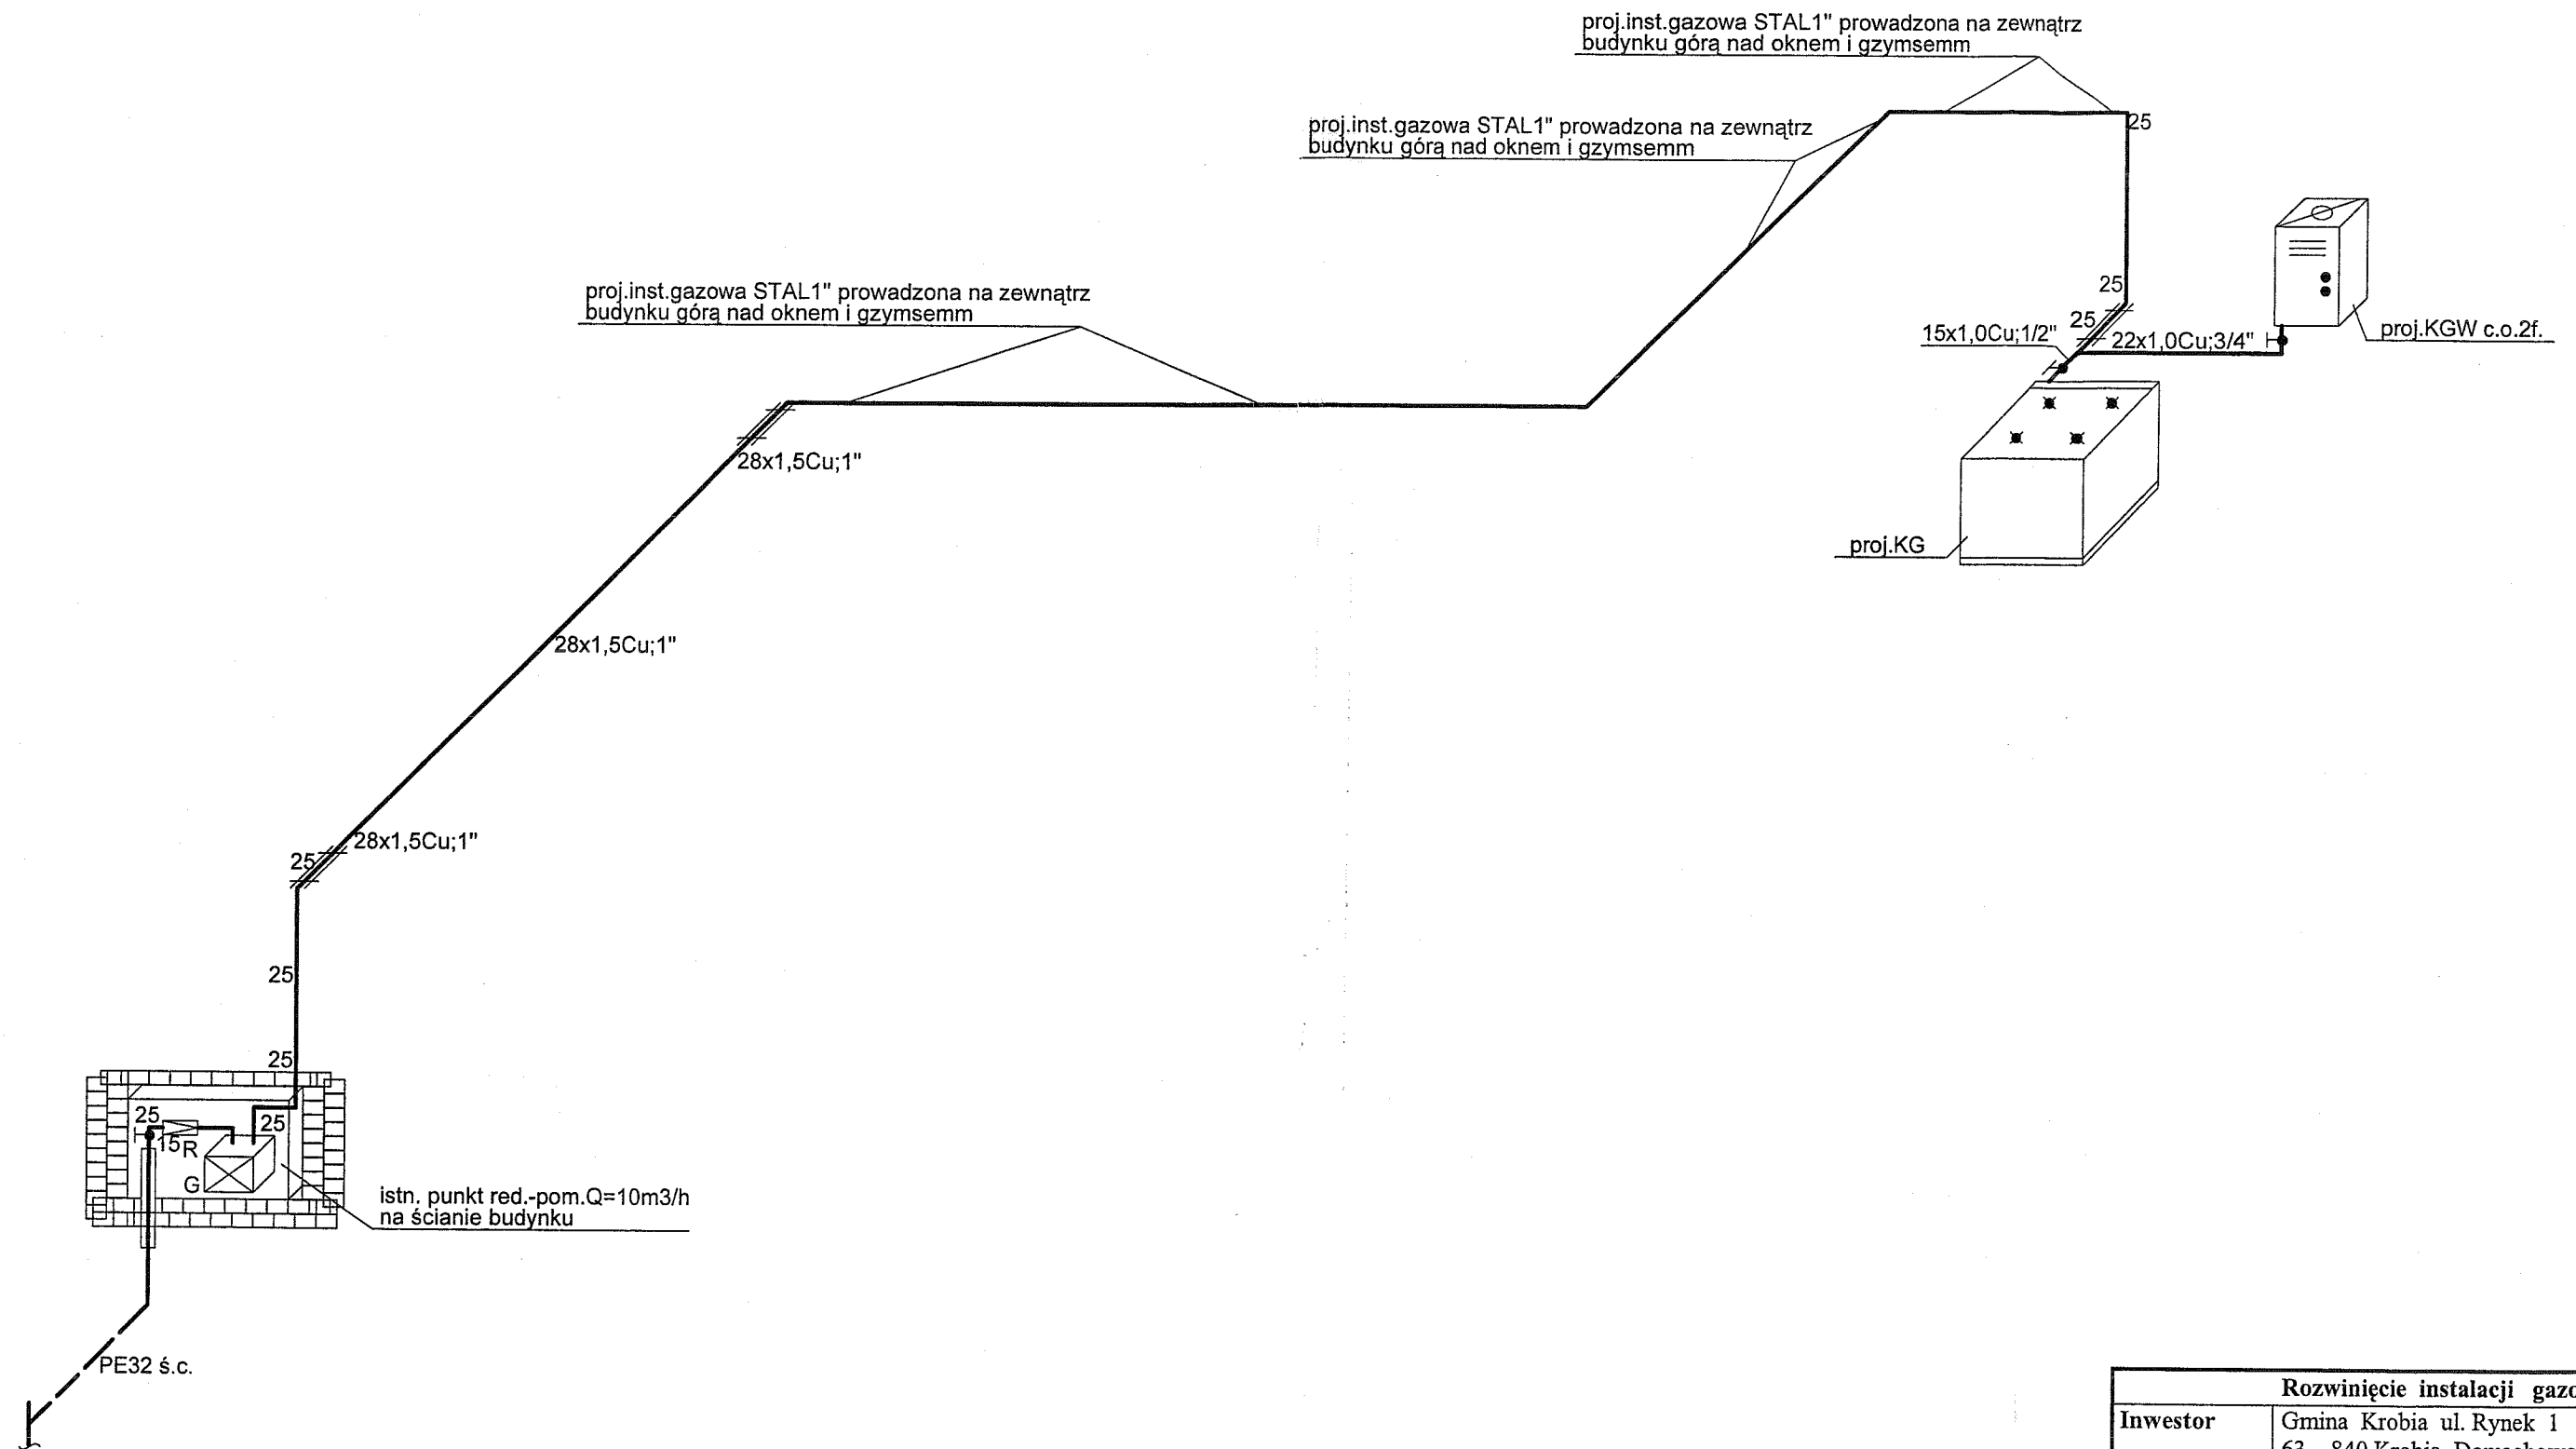 proj.inst.gazowa STAL1" prowadzona na zewnątrz
budynku górą nad oknem i gzymsemm
proj.inst.gazowa STAL1" prowadzona na zewnątrz
budynku górą nad oknem i gzymsemm
25
proj.inst.gazowa STAL1" prowadzona na zewnątrz
budynku górą nad oknem i gzymsemm
25
25
15x1,0Cu;1/2"
22x1,0Cu;3/4"
proj.KGW c.o.2f.
28x1,5Cu;1"
proj.KG
28x1,5Cu;1"
28x1,5Cu;1"
25
25
25
25
25
15
R
G
istn. punkt red.-pom.Q=10m3/h
na ścianie budynku
PE32 ś.c.
Rozwinięcie instalacji
Inwestor
Gmina Krobia ul. Rynek 1
63 - 840 Krobia